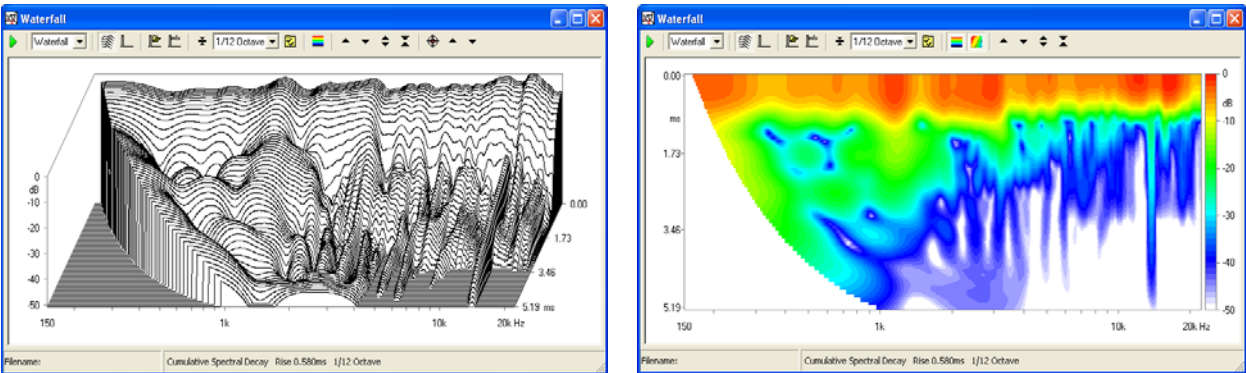 Waterfall
Waterfall
1/12 Octave
0
dB
-10
-20
-30
-40
-50
0.00
1.73
3.46
5.19 ms
150
1k
10k
20k Hz
Filename:
Cumulative Spectral Decay Rise 0.580ms 1/12 Octave
Waterfall
Waterfall
1/12 Octave
0.00
ms
1.73
3.46
5.19
0
dB
-10
-20
-30
-40
-50
150
1k
10k
20k Hz
Filename:
Cumulative Spectral Decay Rise 0.580ms 1/12 Octave